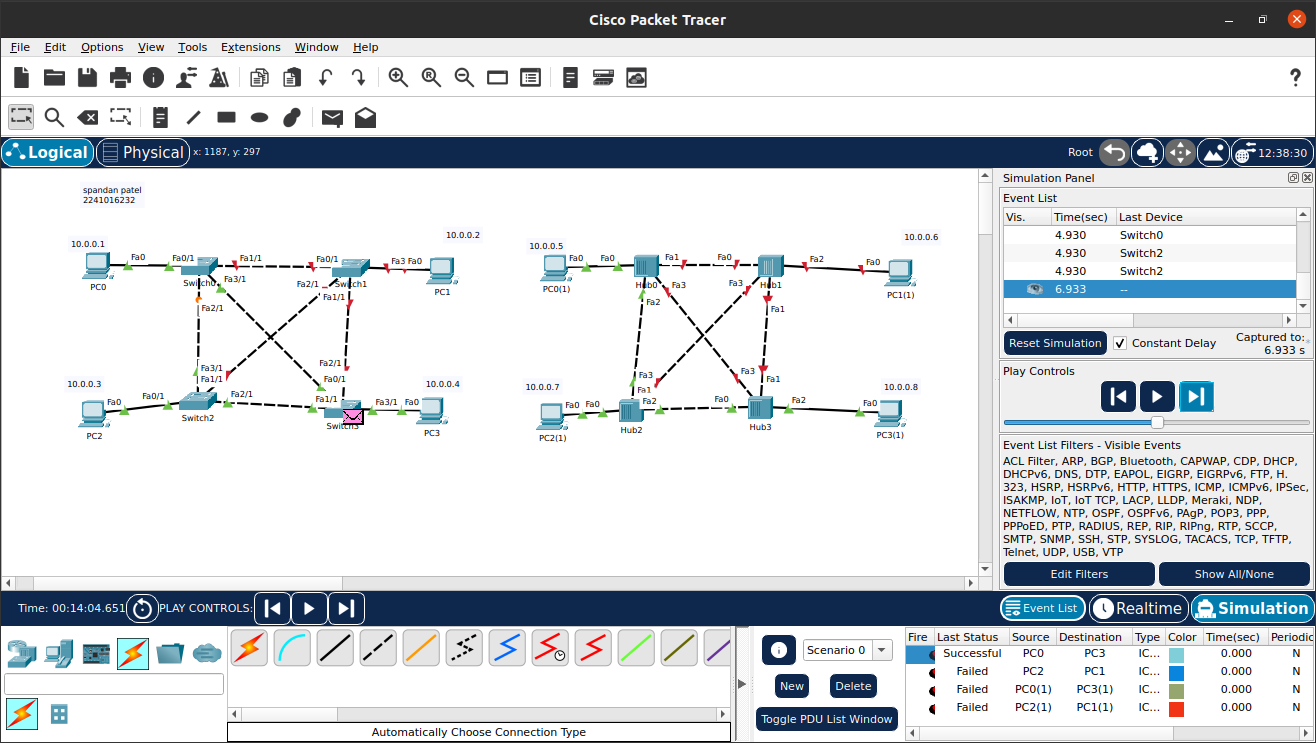 Cisco Packet Tracer
File Edit Options View Tools Extensions Window Help
Logical Physical x: 1187, y: 297 Root 12:38:30
spandan patel
2241016232
10.0.0.1
Fa0
Fa0/1
Fa1/1
PC0
Switch0
Fa3/1
Fa2/1
10.0.0.2
Fa0/1
Fa3 Fa0
Switch1
Fa2/1
Fa1/1
PC1
10.0.0.3
Fa0
Fa0/1
Fa3/1
Fa1/1
Fa2/1
PC2
Switch2
10.0.0.4
Fa2/1
Fa0/1
Fa1/1
Fa3/1
Fa0
Switch3
PC3
10.0.0.5
Fa0
Fa0
Fa1
PC0(1)
Hub0
Fa3
Fa2
10.0.0.6
Fa0
Fa2
Fa0
Fa3
Hub1
Fa1
PC1(1)
10.0.0.7
Fa0
Fa0
Fa3
Fa1
Fa2
PC2(1)
Hub2
10.0.0.8
Fa3
Fa1
Fa0
Fa2
Fa0
Hub3
PC3(1)
Simulation Panel
Event List
Vis. Time(sec) Last Device
4.930 Switch0
4.930 Switch2
4.930 Switch2
6.933 --
Reset Simulation Constant Delay Captured to:
6.933 s
Play Controls
Event List Filters - Visible Events
ACL Filter, ARP, BGP, Bluetooth, CAPWAP, CDP, DHCP,
DHCPv6, DNS, DTP, EAPOL, EIGRP, EIGRPv6, FTP, H.
323, HSRP, HSRPv6, HTTP, HTTPS, ICMP, ICMPv6, IPSec,
ISAKMP, IoT, IoT TCP, LACP, LLDP, Meraki, NDP,
NETFLOW, NTP, OSPF, OSPFv6, PAgP, POP3, PPP,
PPPoED, PTP, RADIUS, REP, RIP, RIPng, RTP, SCCP,
SMTP, SNMP, SSH, STP, SYSLOG, TACACS, TCP, TFTP,
Telnet, UDP, USB, VTP
Edit Filters Show All/None
Time: 00:14:04.651 PLAY CONTROLS: Event List Realtime Simulation
Automatically Choose Connection Type
Scenario 0
New Delete
Toggle PDU List Window
Fire Last Status Source Destination Type Color Time(sec) Periodic
Successful PC0 PC3 IC... 0.000 N
Failed PC2 PC1 IC... 0.000 N
Failed PC0(1) PC3(1) IC... 0.000 N
Failed PC2(1) PC1(1) IC... 0.000 N